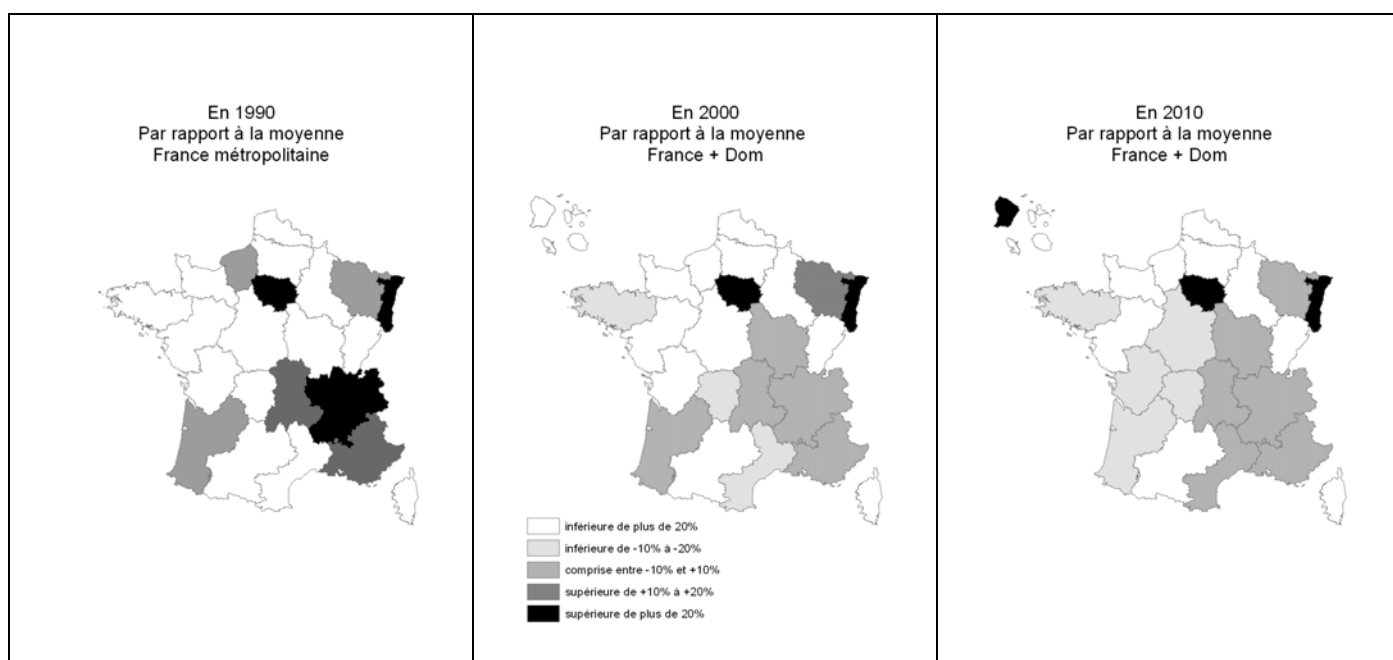 En 1990
Par rapport à la moyenne
France métropolitaine
En 2000
Par rapport à la moyenne
France + Dom
inférieure de plus de 20%
inférieure de -10% à -20%
comprise entre -10% et +10%
supérieure de +10% à +20%
supérieure de plus de 20%
En 2010
Par rapport à la moyenne
France + Dom